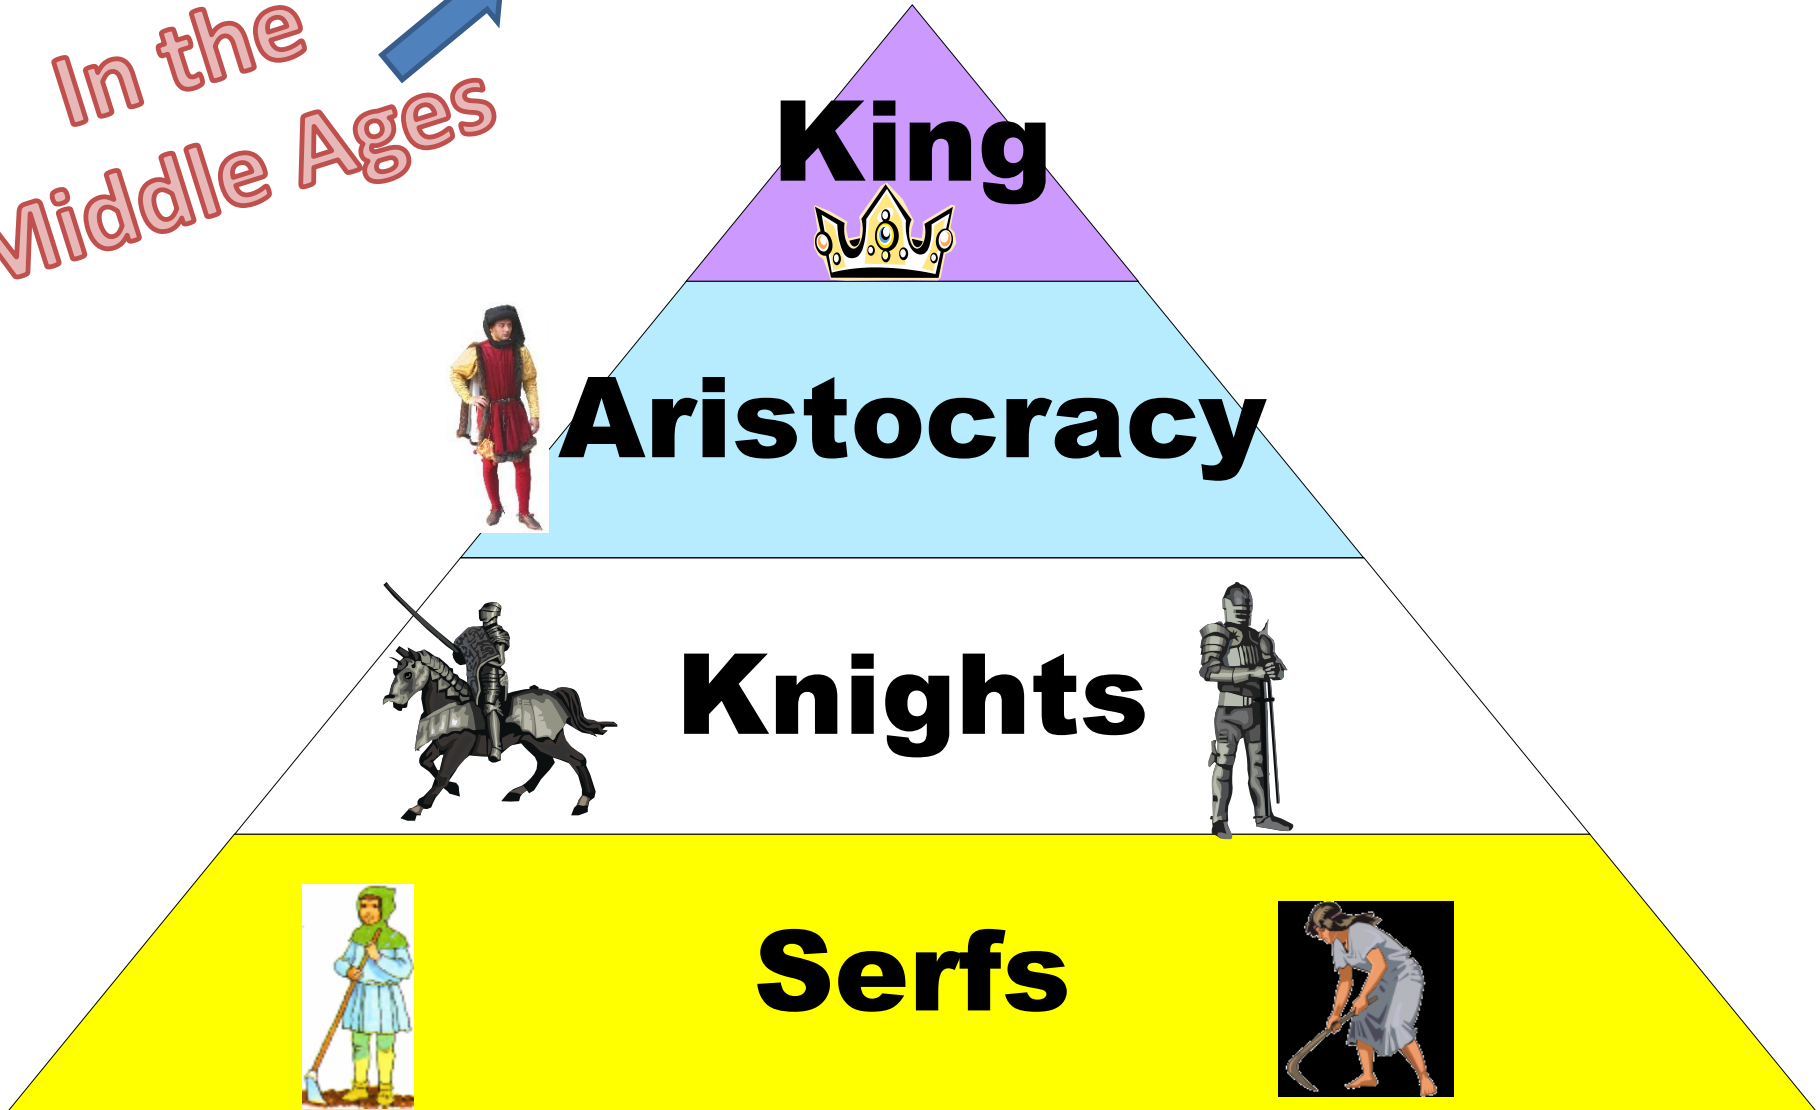 In the
Middle Ages
King
Aristocracy
Knights
Serfs